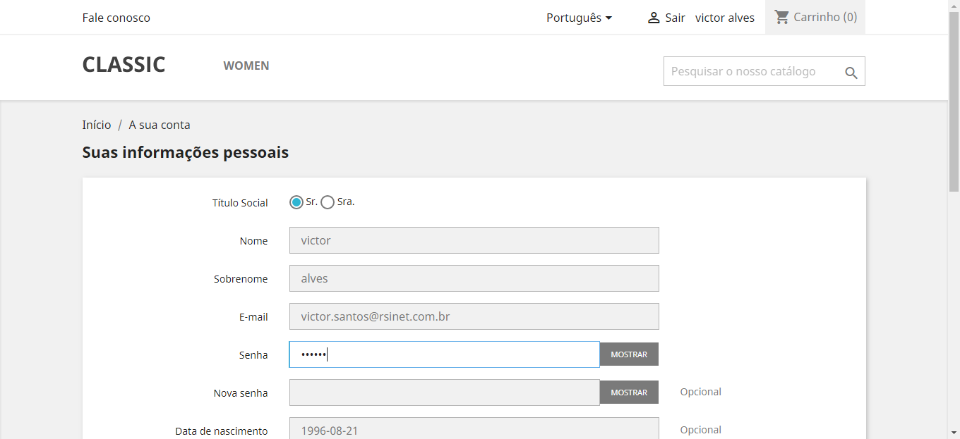 Fale conosco
Português
Sair victor alves
Carrinho (0)
CLASSIC
WOMEN
Pesquisar o nosso catálogo
Início / A sua conta
Suas informações pessoais
Título Social Sr. Sra.
Nome victor
Sobrenome alves
E-mail victor.santos@rsinet.com.br
Senha •••••• MOSTRAR
Nova senha MOSTRAR Opcional
Data de nascimento 1996-08-21 Opcional